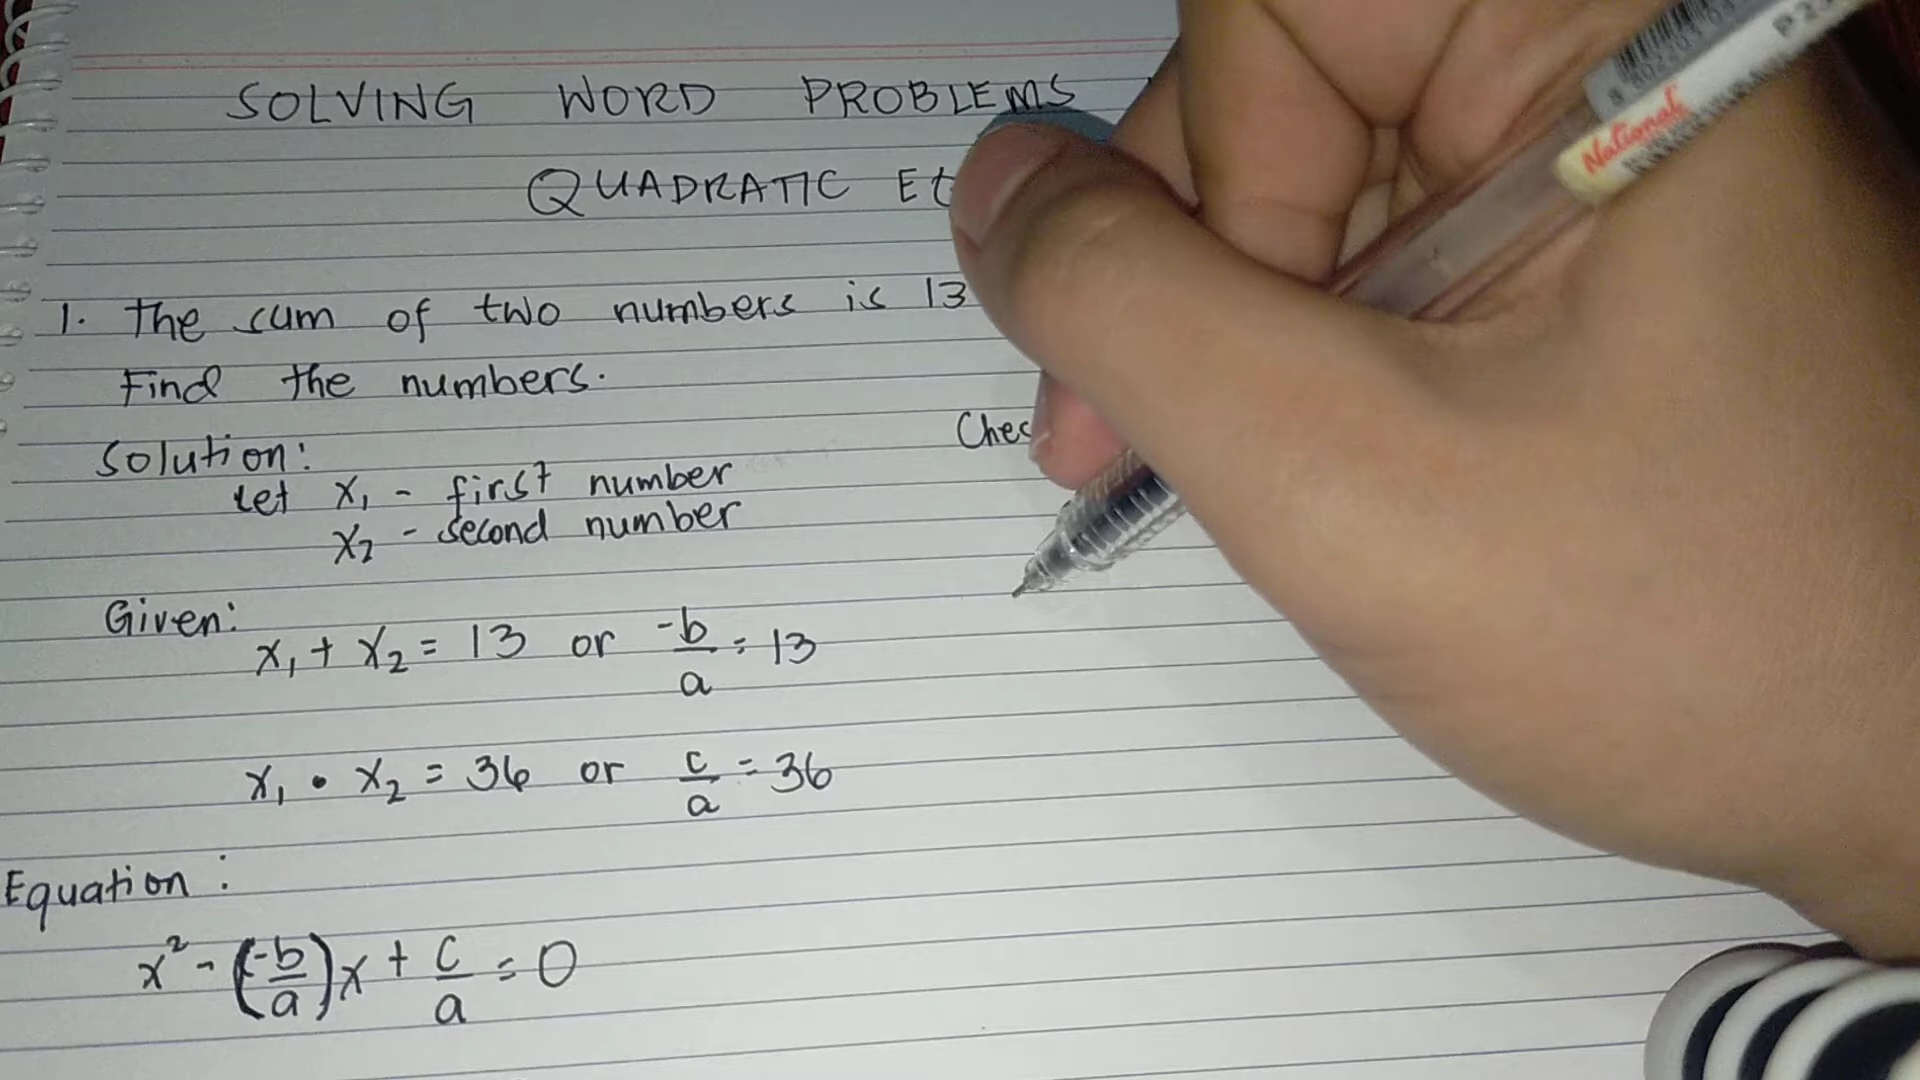 SOLVING WORD PROBLEMS
QUADRATIC
1. The sum of two numbers is 13
Find the numbers.
Solution:
Let x₁ - first number
x₂ - second number
Given:
x₁ + x₂ = 13 or -b/a = 13
x₁ • x₂ = 36 or c/a = 36
Equation:
x² - (-b/a)x + c/a = 0
National